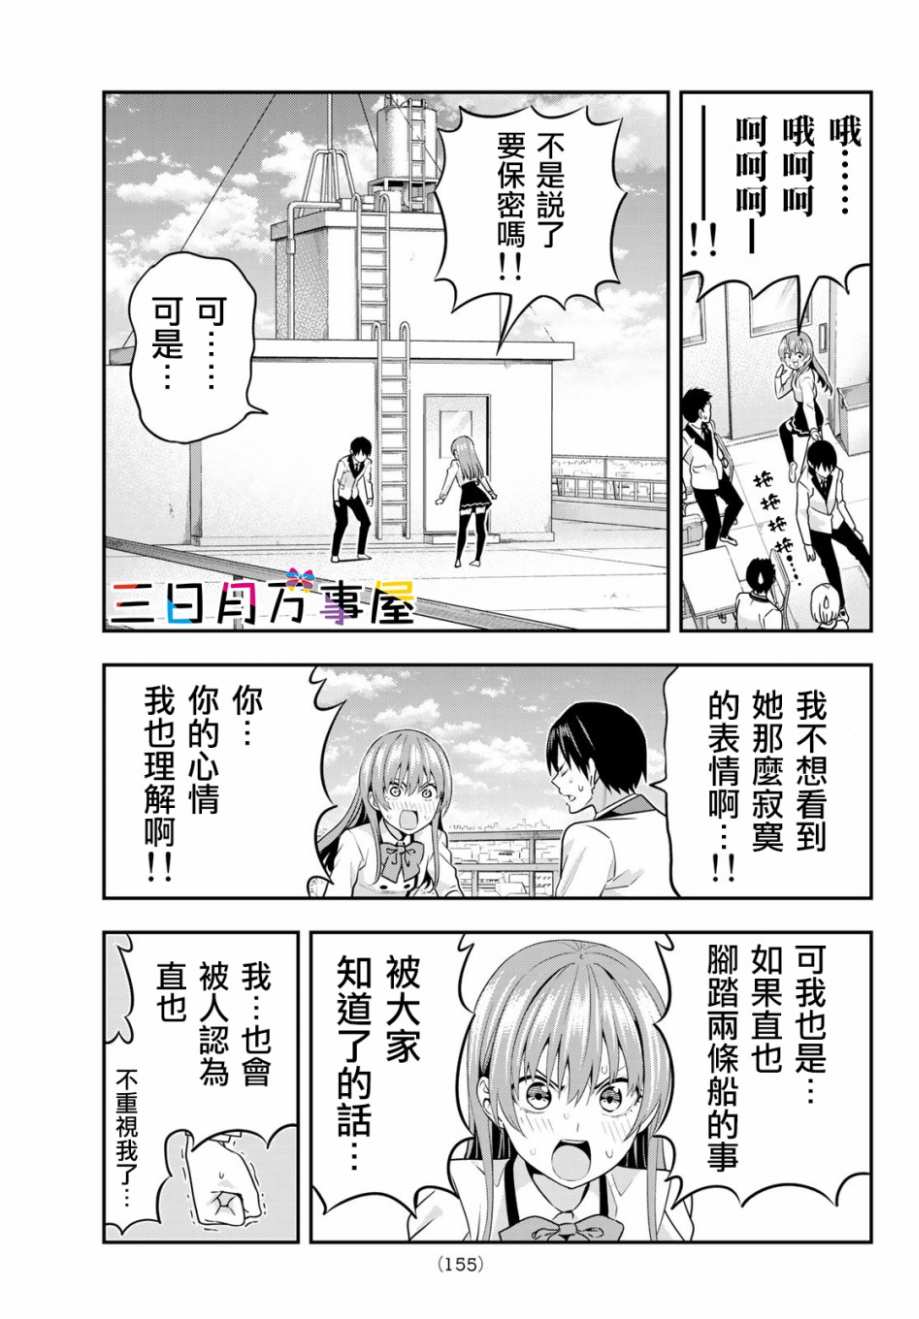 哦……
哦呵呵
呵呵呵—
——!!
拖
拖
拖
拖……
不是說了
要保密嗎!!
可……
可是…
三日月万事屋
我不想看到
她那麼寂寞
的表情啊…!!
你…
你的心情
我也理解啊!!
可我也是…
如果直也
腳踏兩條船的事
被大家
知道了的話…
我…也會
被人認為
直也
不重視我了…
(155)